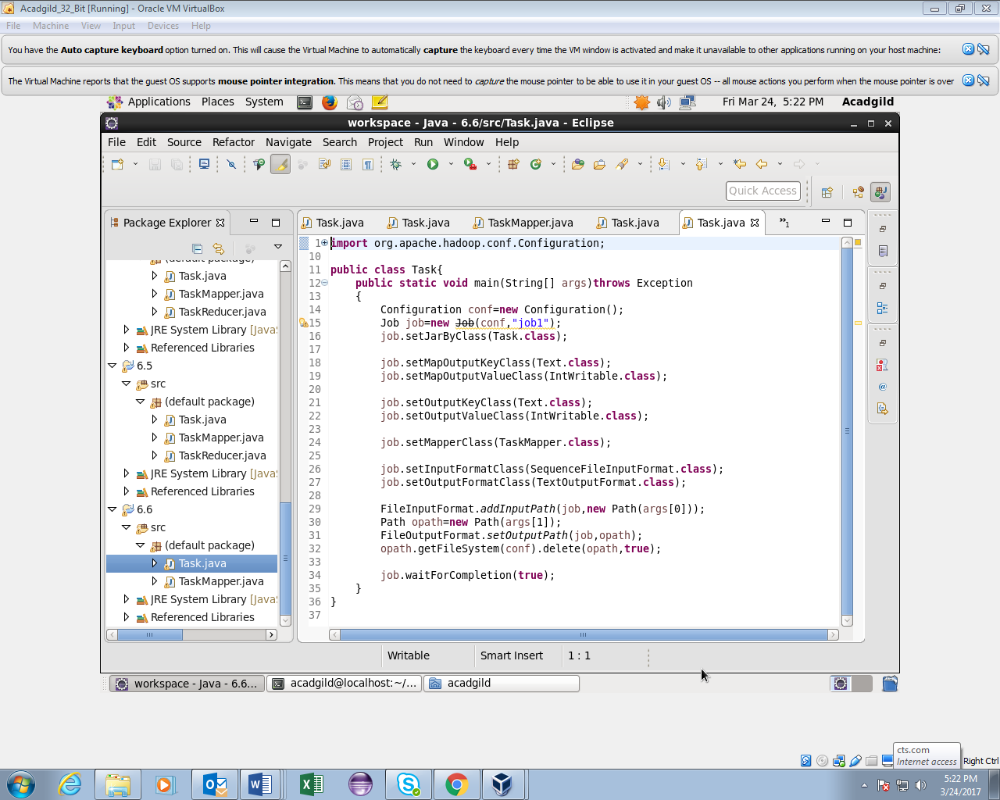 Acadgild_32_Bit [Running] - Oracle VM VirtualBox
File Machine View Input Devices Help
You have the Auto capture keyboard option turned on. This will cause the Virtual Machine to automatically capture the keyboard every time the VM window is activated and make it unavailable to other applications running on your host machine:
The Virtual Machine reports that the guest OS supports mouse pointer integration. This means that you do not need to capture the mouse pointer to be able to use it in your guest OS -- all mouse actions you perform when the mouse pointer is over
Applications Places System Fri Mar 24, 5:22 PM Acadgild
workspace - Java - 6.6/src/Task.java - Eclipse
File Edit Source Refactor Navigate Search Project Run Window Help
Quick Access
Package Explorer
Task.java Task.java TaskMapper.java Task.java Task.java »1
(default package)
Task.java
TaskMapper.java
TaskReducer.java
JRE System Library [Java
Referenced Libraries
6.5
src
(default package)
Task.java
TaskMapper.java
TaskReducer.java
JRE System Library [Java
Referenced Libraries
6.6
src
(default package)
Task.java
TaskMapper.java
JRE System Library [Java
Referenced Libraries
1 import org.apache.hadoop.conf.Configuration;
10
11 public class Task{
12 public static void main(String[] args)throws Exception
13 {
14 Configuration conf=new Configuration();
15 Job job=new Job(conf,"job1");
16 job.setJarByClass(Task.class);
17
18 job.setMapOutputKeyClass(Text.class);
19 job.setMapOutputValueClass(IntWritable.class);
20
21 job.setOutputKeyClass(Text.class);
22 job.setOutputValueClass(IntWritable.class);
23
24 job.setMapperClass(TaskMapper.class);
25
26 job.setInputFormatClass(SequenceFileInputFormat.class);
27 job.setOutputFormatClass(TextOutputFormat.class);
28
29 FileInputFormat.addInputPath(job,new Path(args[0]));
30 Path opath=new Path(args[1]);
31 FileOutputFormat.setOutputPath(job,opath);
32 opath.getFileSystem(conf).delete(opath,true);
33
34 job.waitForCompletion(true);
35 }
36 }
37
Writable Smart Insert 1 : 1
workspace - Java - 6.6... acadgild@localhost:~/... acadgild
cts.com
Internet access
Right Ctrl
5:22 PM
3/24/2017